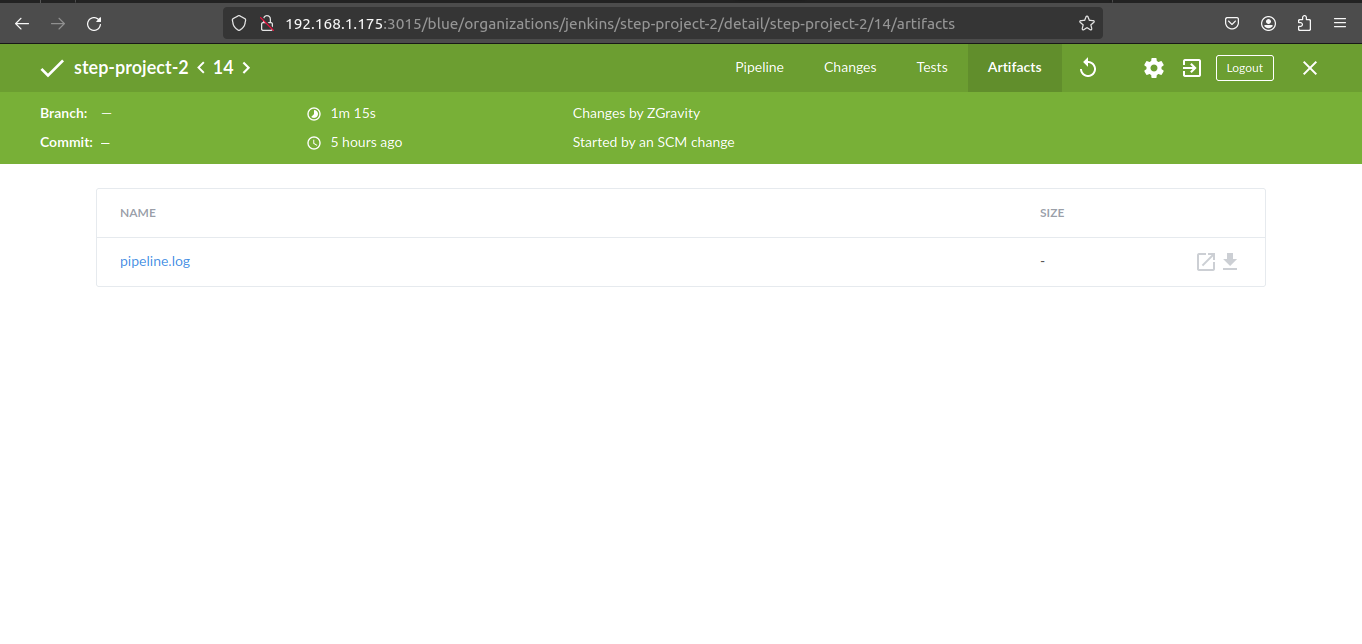 192.168.1.175:3015/blue/organizations/jenkins/step-project-2/detail/step-project-2/14/artifacts
step-project-2 < 14 > Pipeline Changes Tests Artifacts Logout
Branch: — 1m 15s Changes by ZGravity
Commit: — 5 hours ago Started by an SCM change
NAME SIZE
pipeline.log -